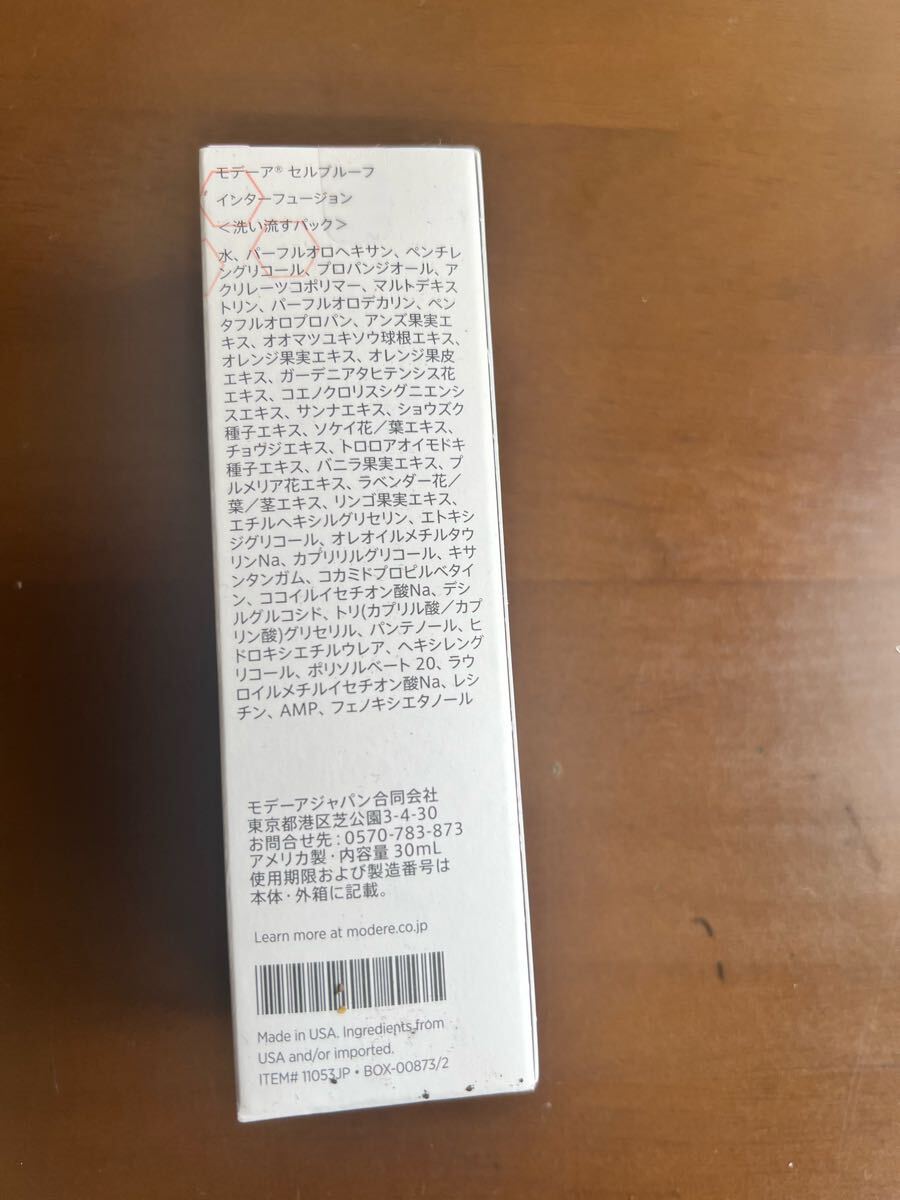 モデーア® セルプルーフ
インターフュージョン
＜洗い流すパック＞
水、パーフルオロヘキサン、ペンチレ
ングリコール、プロパンジオール、ア
クリレーツコポリマー、マルトデキス
トリン、パーフルオロデカリン、ペン
タフルオロプロパン、アンズ果実エ
キス、オオマツユキソウ球根エキス、
オレンジ果実エキス、オレンジ果皮
エキス、ガーデニアタヒテンシス花
エキス、コエノクロリスシグニエンシ
スエキス、サンナエキス、ショウズク
種子エキス、ソケイ花／葉エキス、
チョウジエキス、トロロアオイモドキ
種子エキス、バニラ果実エキス、プ
ルメリア花エキス、ラベンダー花／
葉／茎エキス、リンゴ果実エキス、
エチルヘキシルグリセリン、エトキシ
ジグリコール、オレオイルメチルタウ
リンNa、カプリリルグリコール、キサ
ンタンガム、コカミドプロピルベタイ
ン、ココイルイセチオン酸Na、デシ
ルグルコシド、トリ(カプリル酸／カプ
リン酸)グリセリル、パンテノール、ヒ
ドロキシエチルウレア、ヘキシレング
リコール、ポリソルベート 20、ラウ
ロイルメチルイセチオン酸Na、レシ
チン、AMP、フェノキシエタノール
モデーアジャパン合同会社
東京都港区芝公園3-4-30
お問合せ先：0570-783-873
アメリカ製・内容量 30mL
使用期限および製造番号は
本体・外箱に記載。
Learn more at modere.co.jp
Made in USA. Ingredients from
USA and/or imported.
ITEM# 11053JP • BOX-00873/2